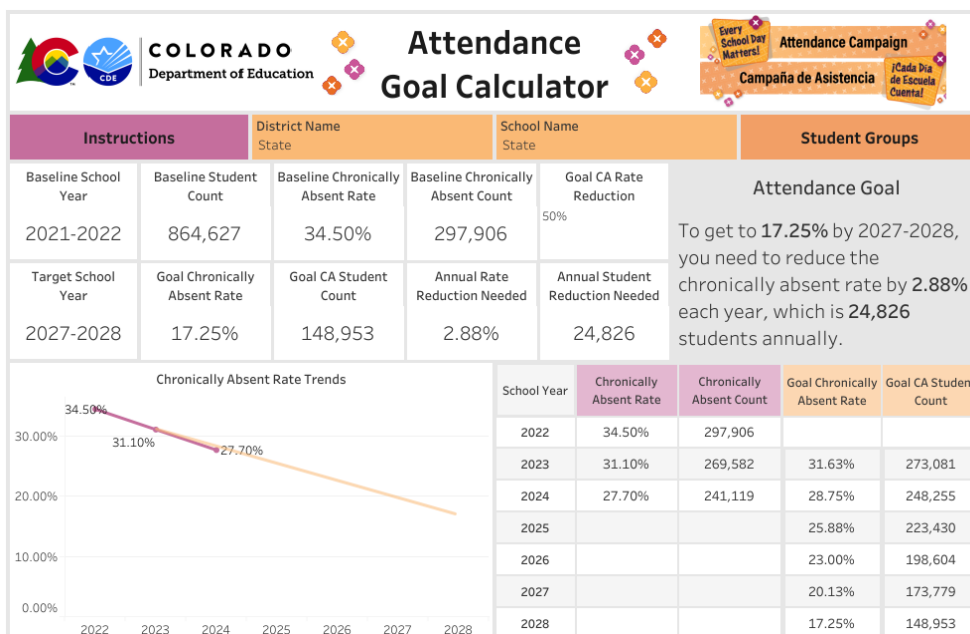 COLORADO
Department of Education
CDE
Attendance
Goal Calculator
Every
School Day
Matters!
Attendance Campaign
Campaña de Asistencia
¡Cada Día
de Escuela
Cuenta!
Instructions
District Name
State
School Name
State
Student Groups
Baseline School
Year
2021-2022
Baseline Student
Count
864,627
Baseline Chronically
Absent Rate
34.50%
Baseline Chronically
Absent Count
297,906
Goal CA Rate
Reduction
50%
Target School
Year
2027-2028
Goal Chronically
Absent Rate
17.25%
Goal CA Student
Count
148,953
Annual Rate
Reduction Needed
2.88%
Annual Student
Reduction Needed
24,826
Attendance Goal
To get to 17.25% by 2027-2028,
you need to reduce the
chronically absent rate by 2.88%
each year, which is 24,826
students annually.
Chronically Absent Rate Trends
34.50%
30.00%
31.10%
27.70%
20.00%
10.00%
0.00%
2022 2023 2024 2025 2026 2027 2028
School Year Chronically Absent Rate Chronically Absent Count Goal Chronically Absent Rate Goal CA Studen Count
2022 34.50% 297,906
2023 31.10% 269,582 31.63% 273,081
2024 27.70% 241,119 28.75% 248,255
2025 25.88% 223,430
2026 23.00% 198,604
2027 20.13% 173,779
2028 17.25% 148,953